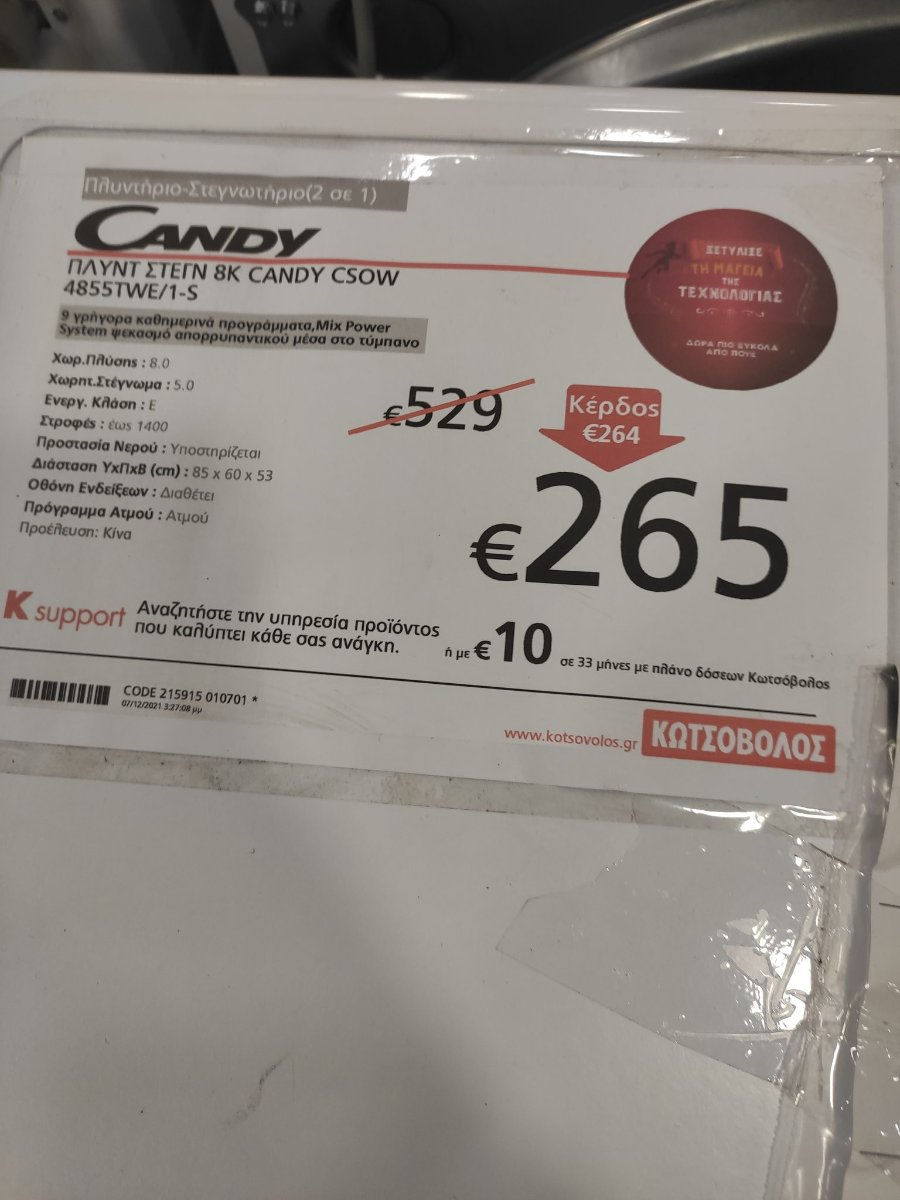 Πλυντήριο-Στεγνωτήριο(2 σε 1)
CANDY
ΠΛΥΝΤ ΣΤΕΓΝ 8K CANDY CSOW
4855TWE/1-S
9 γρήγορα καθημερινά προγράμματα,Mix Power
System ψεκασμό απορρυπαντικού μέσα στο τύμπανο
Χωρ.Πλύσης : 8.0
Χωρητ.Στέγνωμα : 5.0
Ενεργ. Κλάση : E
Στροφές : έως 1400
Προστασία Νερού : Υποστηρίζεται
Διάσταση ΥxΠxΒ (cm) : 85 x 60 x 53
Οθόνη Ενδείξεων : Διαθέτει
Πρόγραμμα Ατμού : Ατμού
Προέλευση: Κίνα
ΞΕΤΥΛΙΞΕ
ΤΗ ΜΑΓΕΙΑ
ΤΗΣ
ΤΕΧΝΟΛΟΓΙΑΣ
ΔΩΡΑ ΠΙΟ ΕΥΚΟΛΑ
ΑΠΟ ΠΟΤΕ
€529
Κέρδος
€264
€265
K support
Αναζητήστε την υπηρεσία προϊόντος
που καλύπτει κάθε σας ανάγκη.
ή με €10 σε 33 μήνες με πλάνο δόσεων Κωτσόβολος
CODE 215915 010701 *
07/12/2021 3:27:08 μμ
www.kotsovolos.gr
ΚΩΤΣΟΒΟΛΟΣ